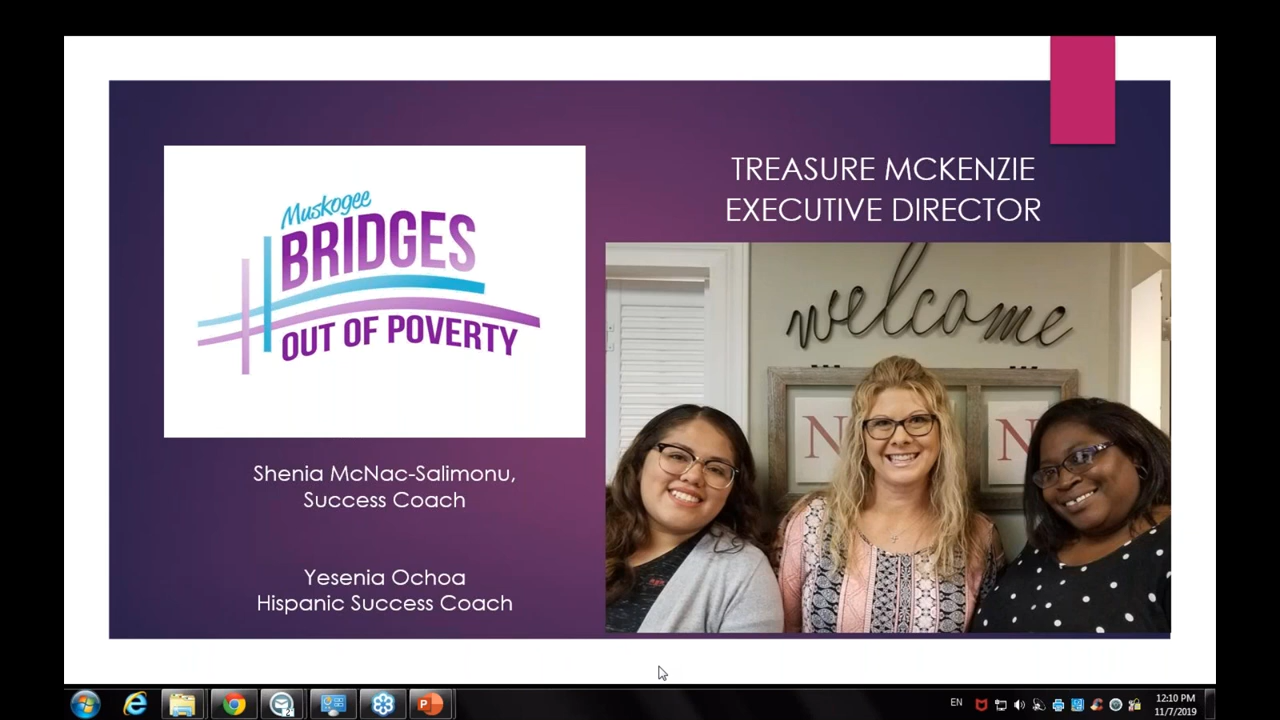 Muskogee
BRIDGES
OUT OF POVERTY
Shenia McNac-Salimonu,
Success Coach
Yesenia Ochoa
Hispanic Success Coach
TREASURE MCKENZIE
EXECUTIVE DIRECTOR
welcome
N
N
EN
12:10 PM
11/7/2019